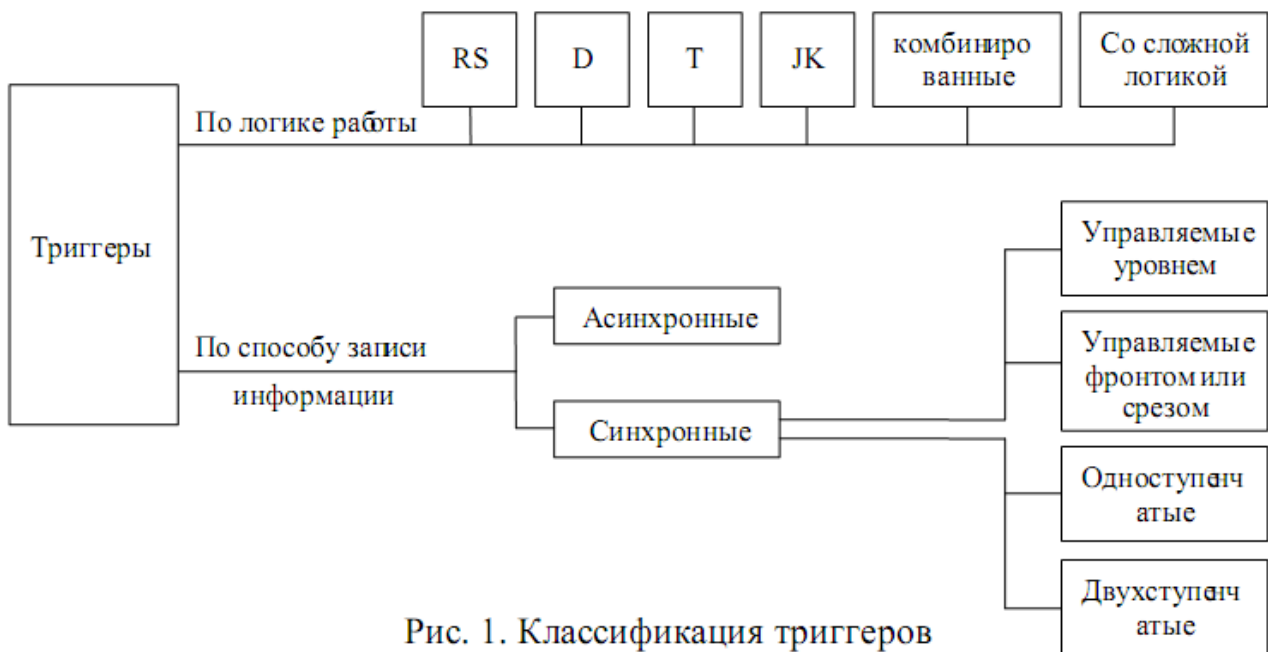 RS
D
T
JK
комбиниро
ванные
Со сложной
логикой
По логике работы
Триггеры
Управляемые
уровнем
Асинхронные
По способу записи
информации
Управляемые
фронтом или
срезом
Синхронные
Одноступенч
атые
Двухступенч
атые
Рис. 1. Классификация триггеров